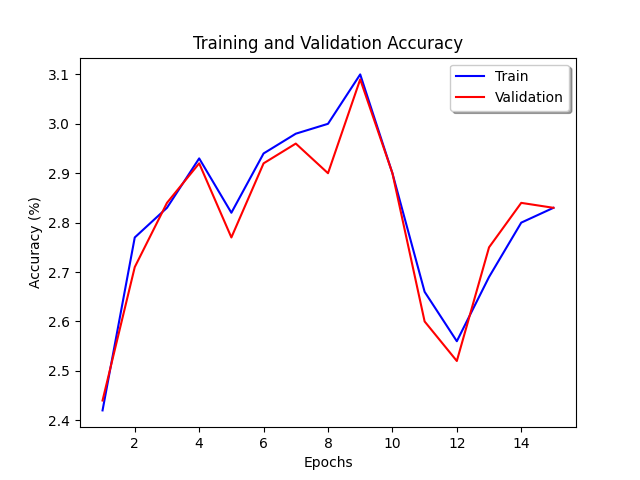 Training and Validation Accuracy
Train
Validation
Accuracy (%)
3.1
3.0
2.9
2.8
2.7
2.6
2.5
2.4
2 4 6 8 10 12 14
Epochs